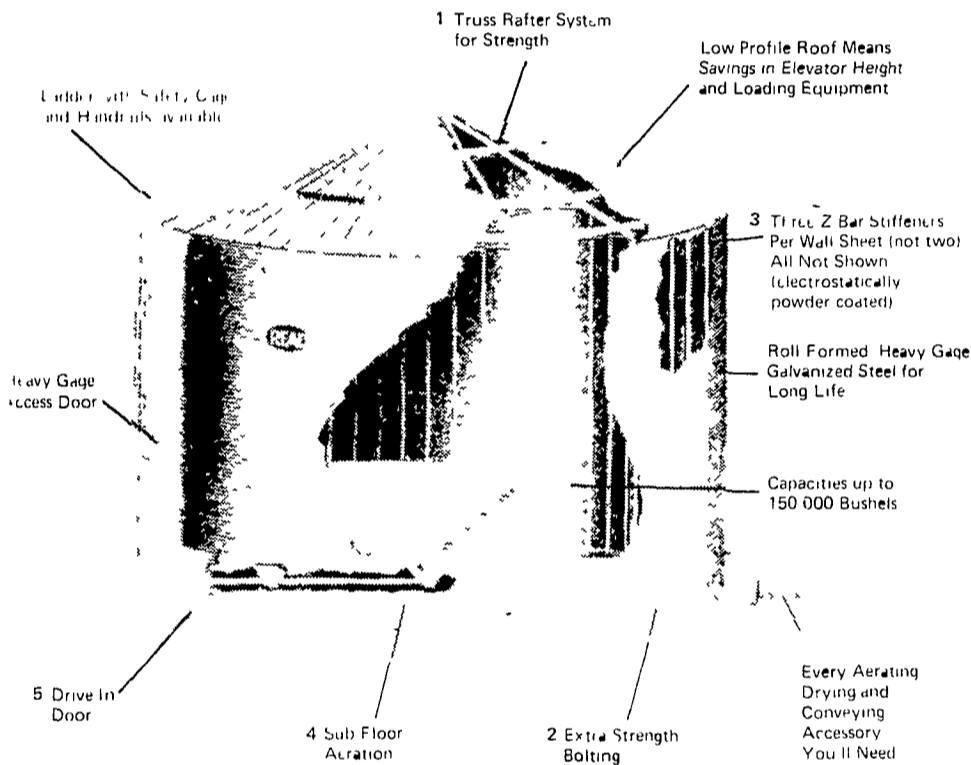 1 Truss Rafter System
for Strength
Low Profile Roof Means
Savings in Elevator Height
and Loading Equipment
Ladder with Safety Cage
and Handrails available
3 Three Z Bar Stiffeners
Per Wall Sheet (not two)
All Not Shown
(electrostatically
powder coated)
Roll Formed Heavy Gage
Galvanized Steel for
Long Life
Heavy Gage
Access Door
Capacities up to
150 000 Bushels
5 Drive In
Door
4 Sub Floor
Aeration
2 Extra Strength
Bolting
Every Aerating
Drying and
Conveying
Accessory
You ll Need